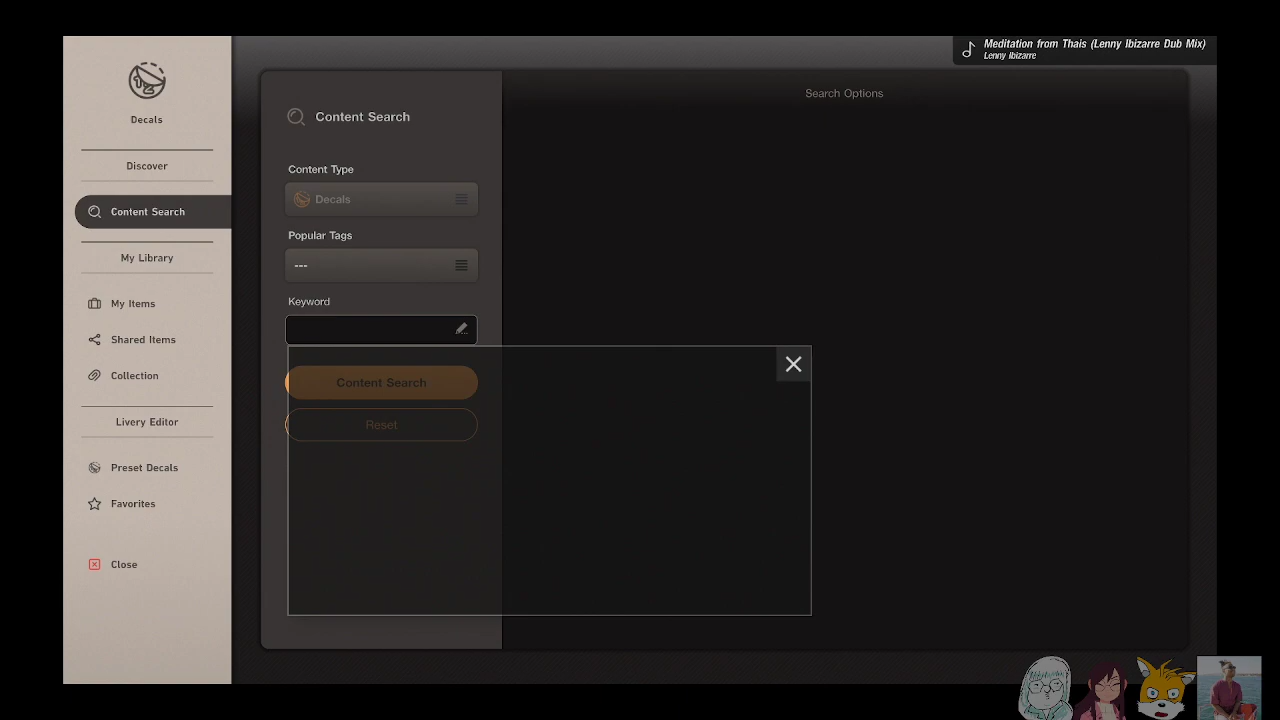 Meditation from Thais (Lenny Ibizarre Dub Mix)
Lenny Ibizarre
Decals
Discover
Content Search
My Library
My Items
Shared Items
Collection
Livery Editor
Preset Decals
Favorites
Close
Content Search
Content Type
Decals
Popular Tags
---
Keyword
Content Search
Reset
Search Options